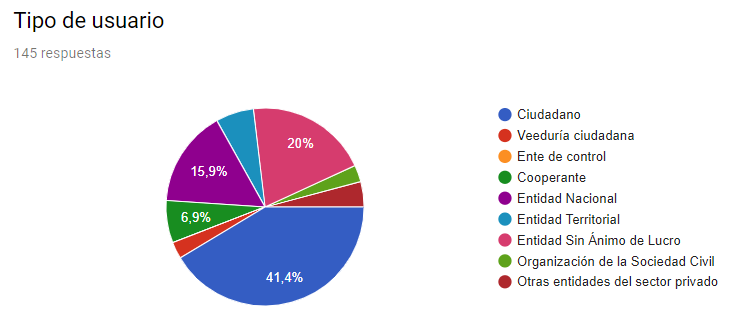 Tipo de usuario
145 respuestas
20%
15,9%
6,9%
41,4%
Ciudadano
Veeduría ciudadana
Ente de control
Cooperante
Entidad Nacional
Entidad Territorial
Entidad Sin Ánimo de Lucro
Organización de la Sociedad Civil
Otras entidades del sector privado